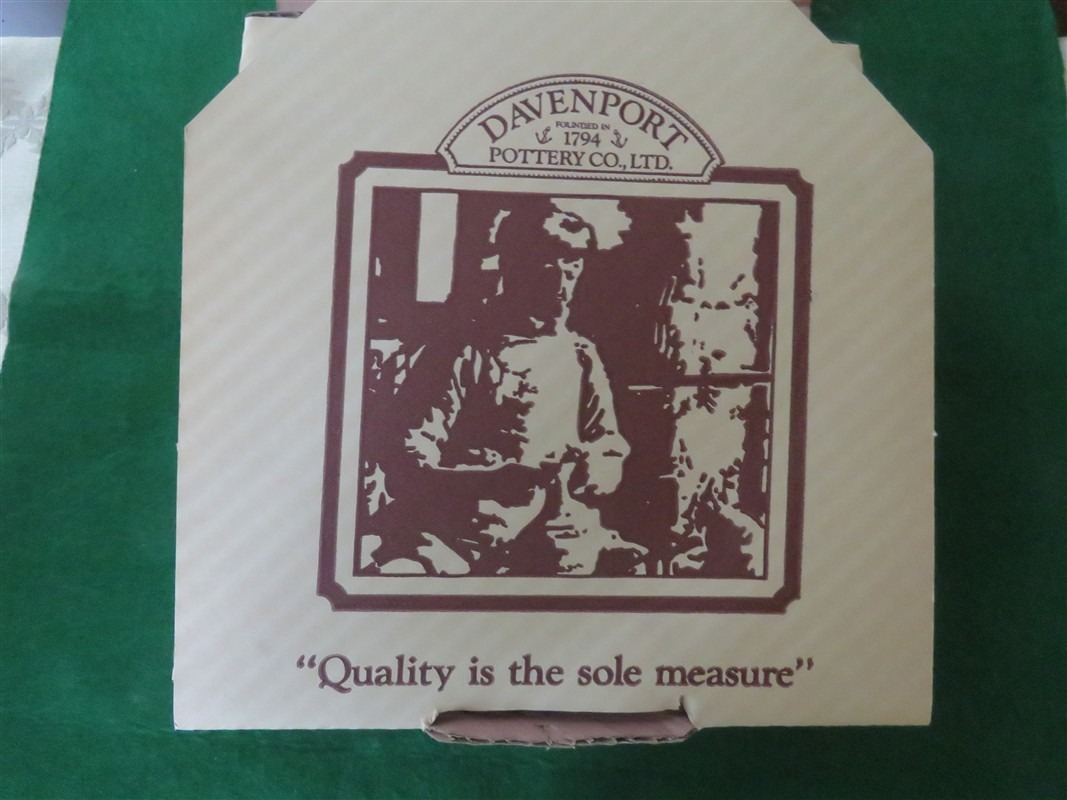 DAVENPORT
FOUNDED IN
1794
POTTERY CO., LTD.
“Quality is the sole measure”